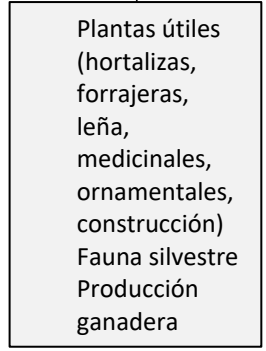 Plantas útiles
(hortalizas,
forrajeras,
leña,
medicinales,
ornamentales,
construcción)
Fauna silvestre
Producción
ganadera